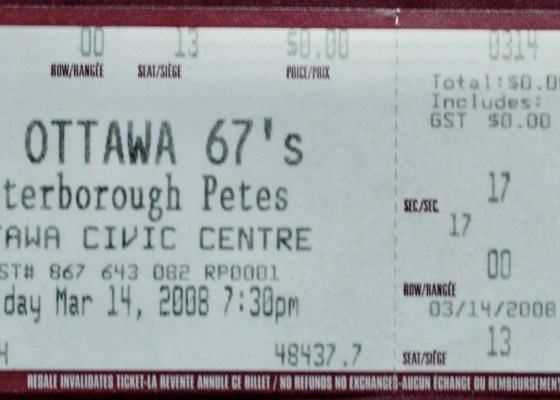 00 13 $0.00
ROW/RANGÉE SEAT/SIÈGE PRICE/PRIX
OTTAWA 67's
terborough Petes
AWA CIVIC CENTRE
ST# 867 643 082 RP0001
day Mar 14, 2008 7:30pm
H 48437.7
0314
Total:$0.0
Includes:
GST $0.00
17
SEC/SEC.
17
00
ROW/RANGÉE
03/14/2008
13
SEAT/SIÈGE
RESALE INVALIDATES TICKET-LA REVENTE ANNULE CE BILLET / NO REFUNDS NO EXCHANGES-AUCUN ÉCHANGE OU REMBOURSEMENT